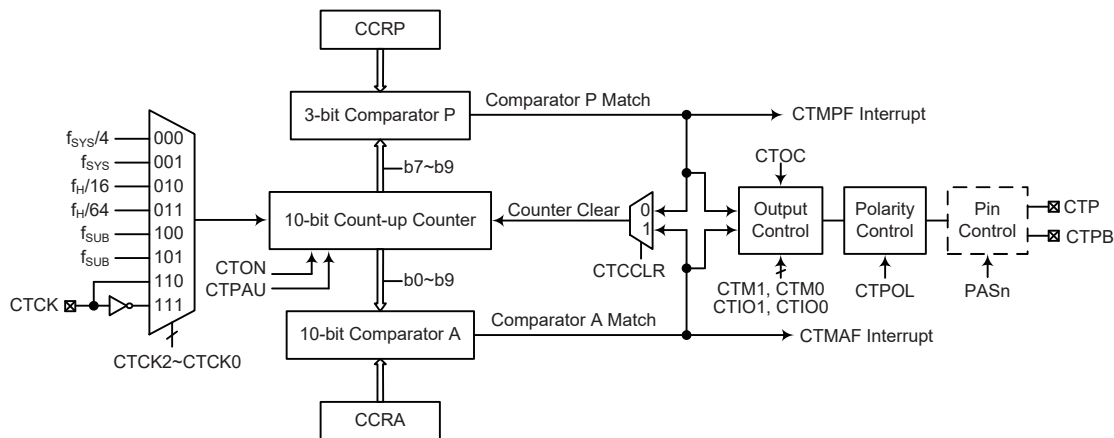 CCRP
3-bit Comparator P
Comparator P Match
CTMPF Interrupt
b7~b9
fSYS/4
000
fSYS
001
fH/16
010
fH/64
011
fSUB
100
fSUB
101
110
CTCK
111
CTCK2~CTCK0
10-bit Count-up Counter
CTON
CTPAU
b0~b9
Counter Clear
0
1
CTCCLR
CTOC
Output
Control
CTM1, CTM0
CTIO1, CTIO0
Polarity
Control
CTPOL
Pin
Control
PASn
CTP
CTPB
10-bit Comparator A
Comparator A Match
CTMAF Interrupt
CCRA